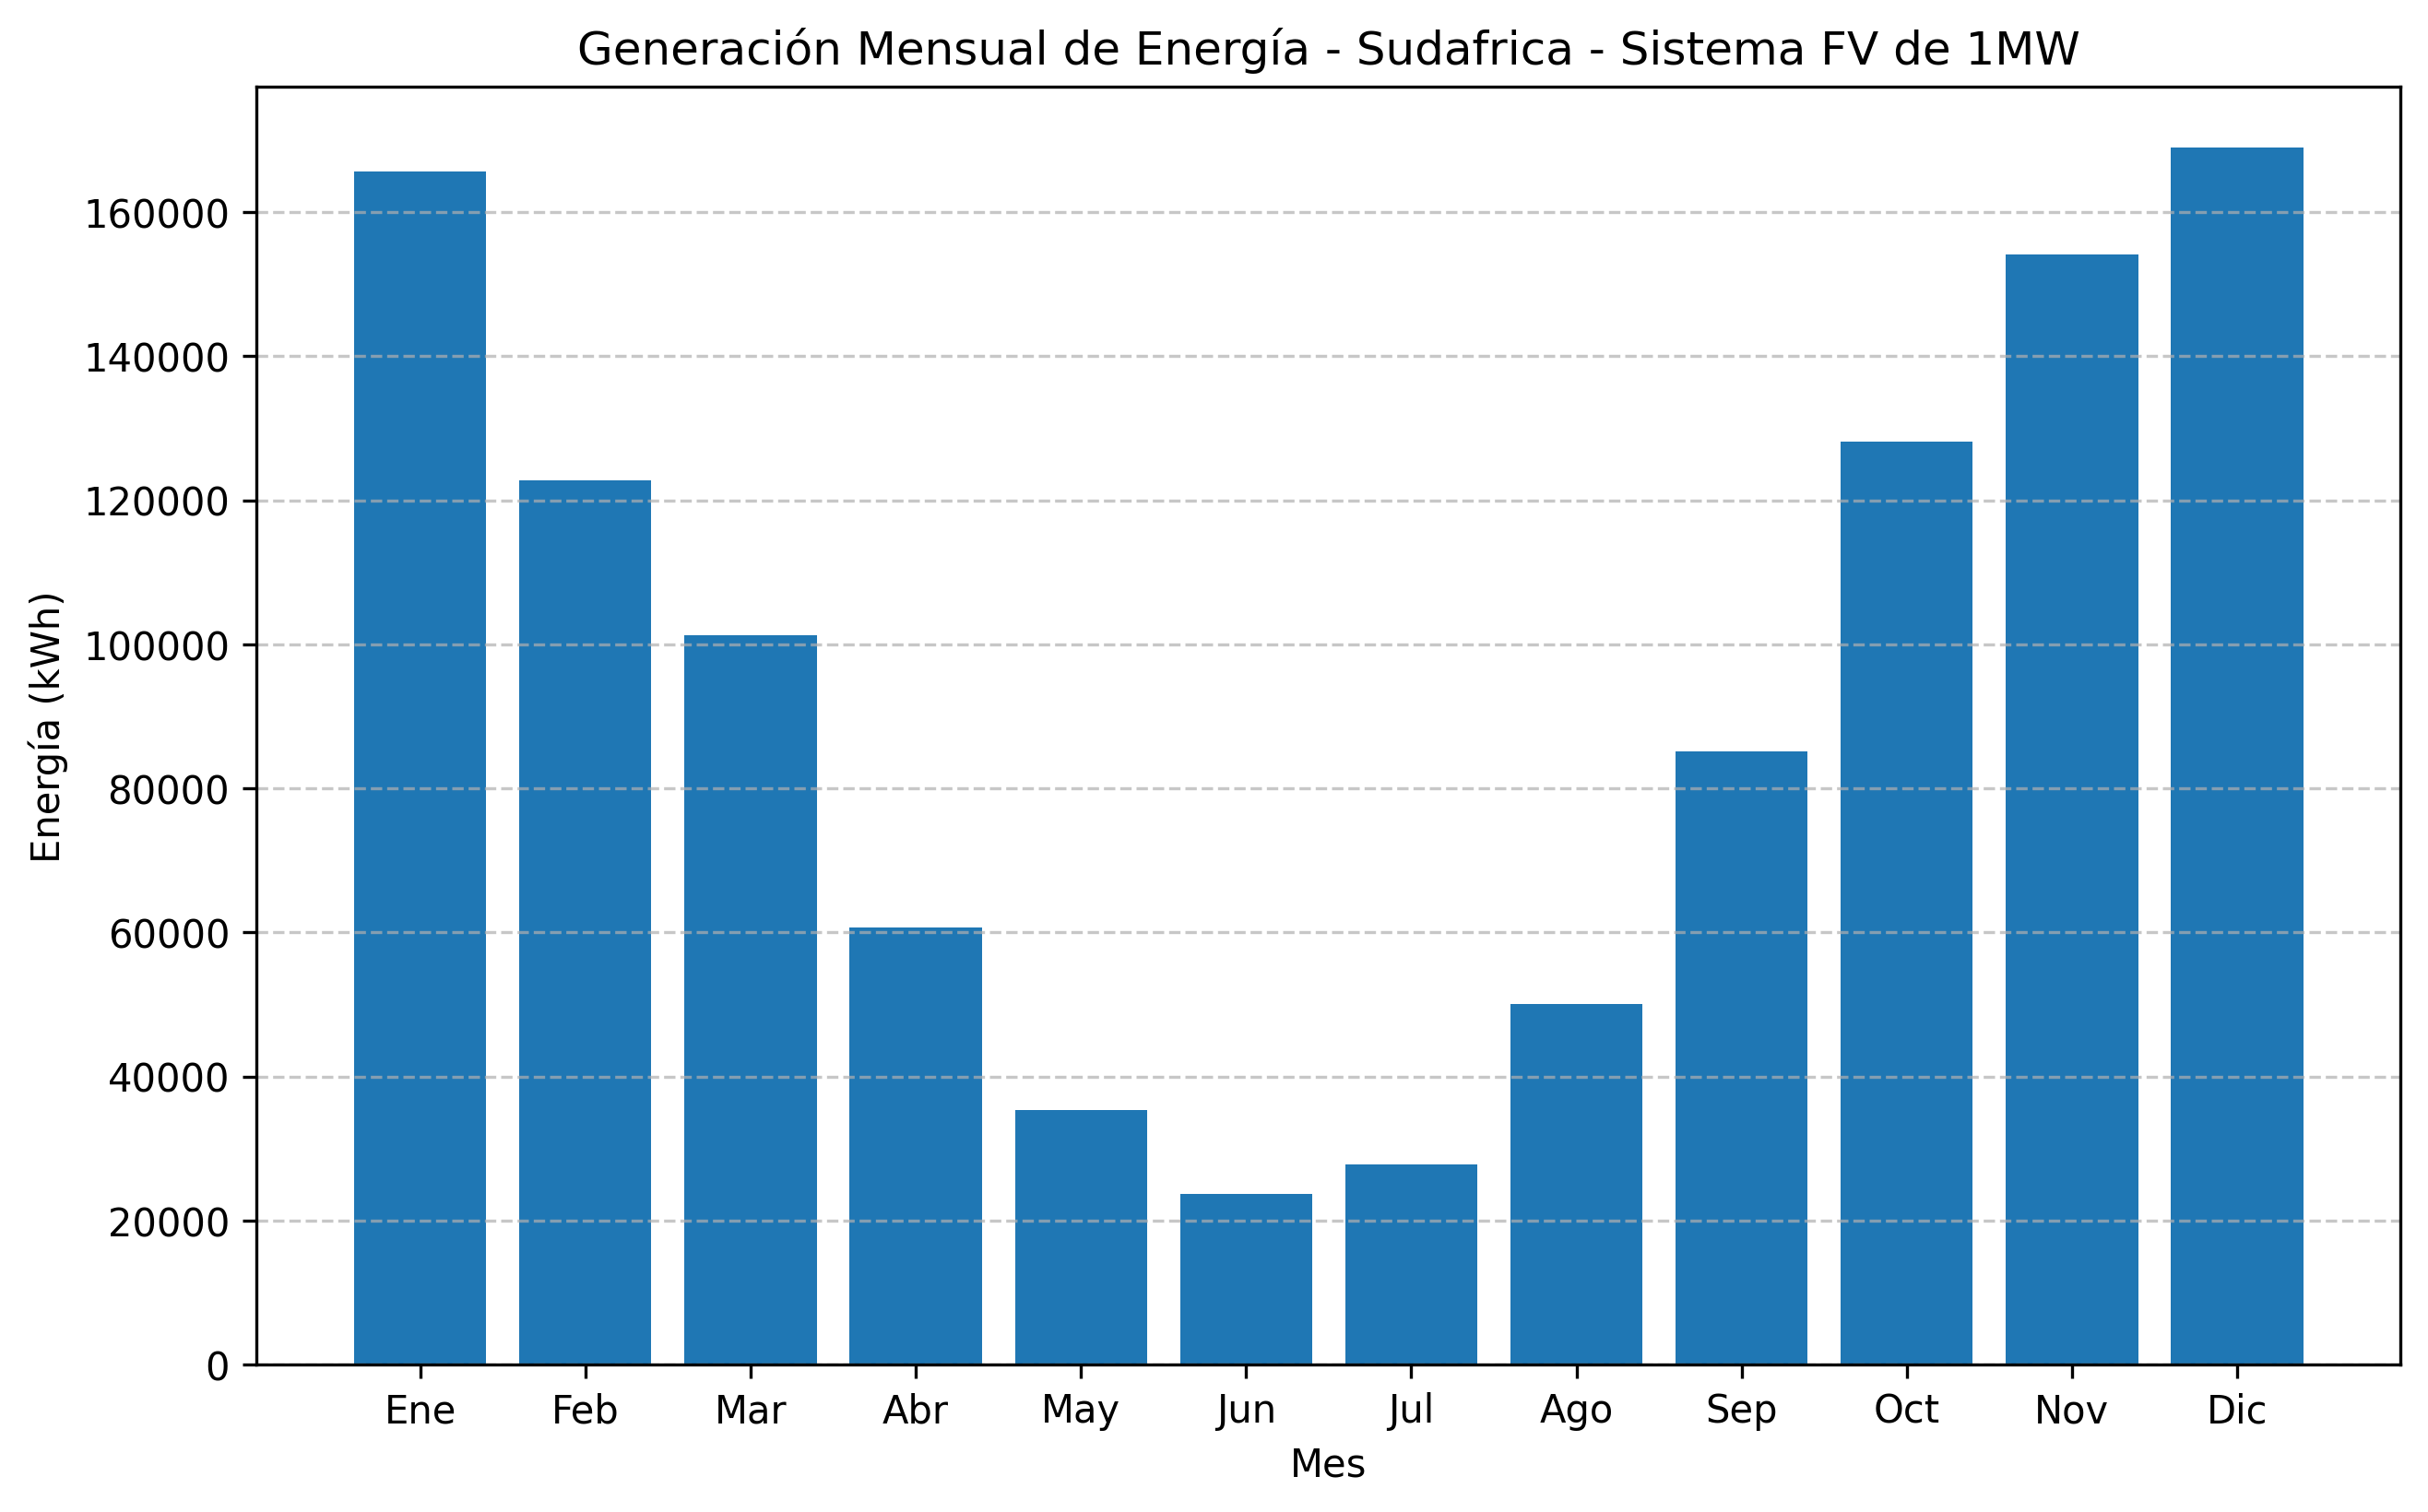 Generación Mensual de Energía - Sudafrica - Sistema FV de 1MW
Energía (kWh)
160000
140000
120000
100000
80000
60000
40000
20000
0
Ene Feb Mar Abr May Jun Jul Ago Sep Oct Nov Dic
Mes